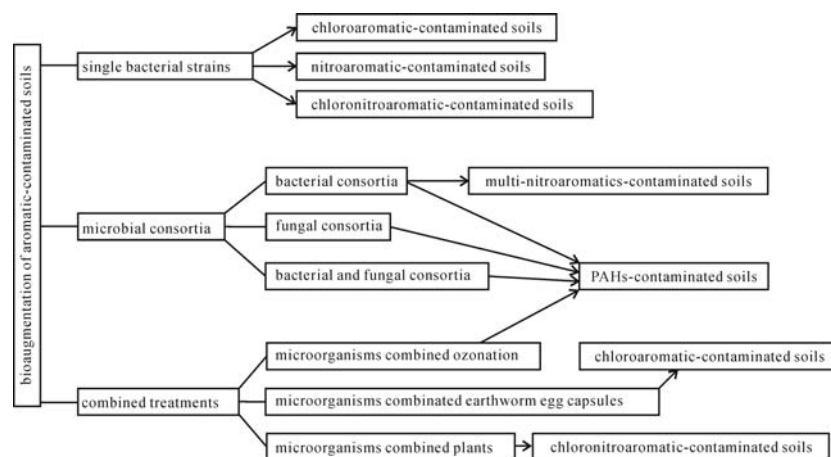 bioaugmentation of aromatic-contaminated soils
single bacterial strains
chloroaromatic-contaminated soils
nitroaromatic-contaminated soils
chloronitroaromatic-contaminated soils
microbial consortia
bacterial consortia
multi-nitroaromatics-contaminated soils
fungal consortia
bacterial and fungal consortia
PAHs-contaminated soils
combined treatments
microorganisms combined ozonation
chloroaromatic-contaminated soils
microorganisms combinated earthworm egg capsules
microorganisms combined plants
chloronitroaromatic-contaminated soils